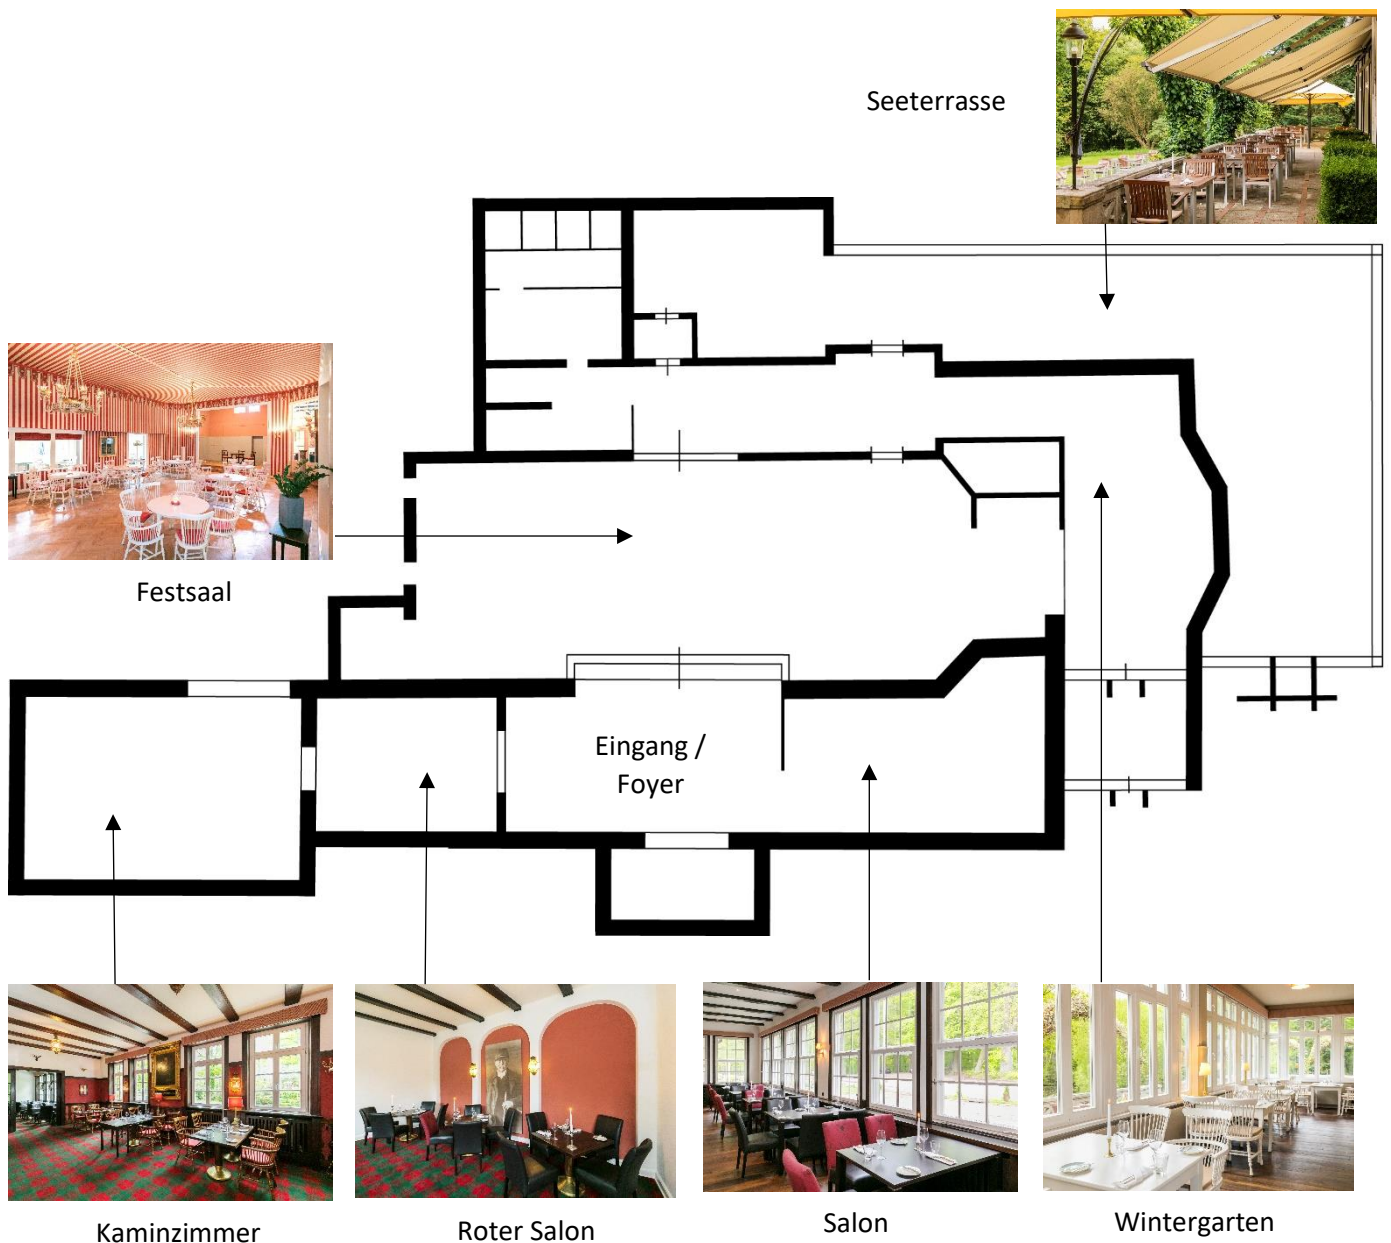 Seeterrasse
Festsaal
Eingang /
Foyer
Kaminzimmer
Roter Salon
Salon
Wintergarten